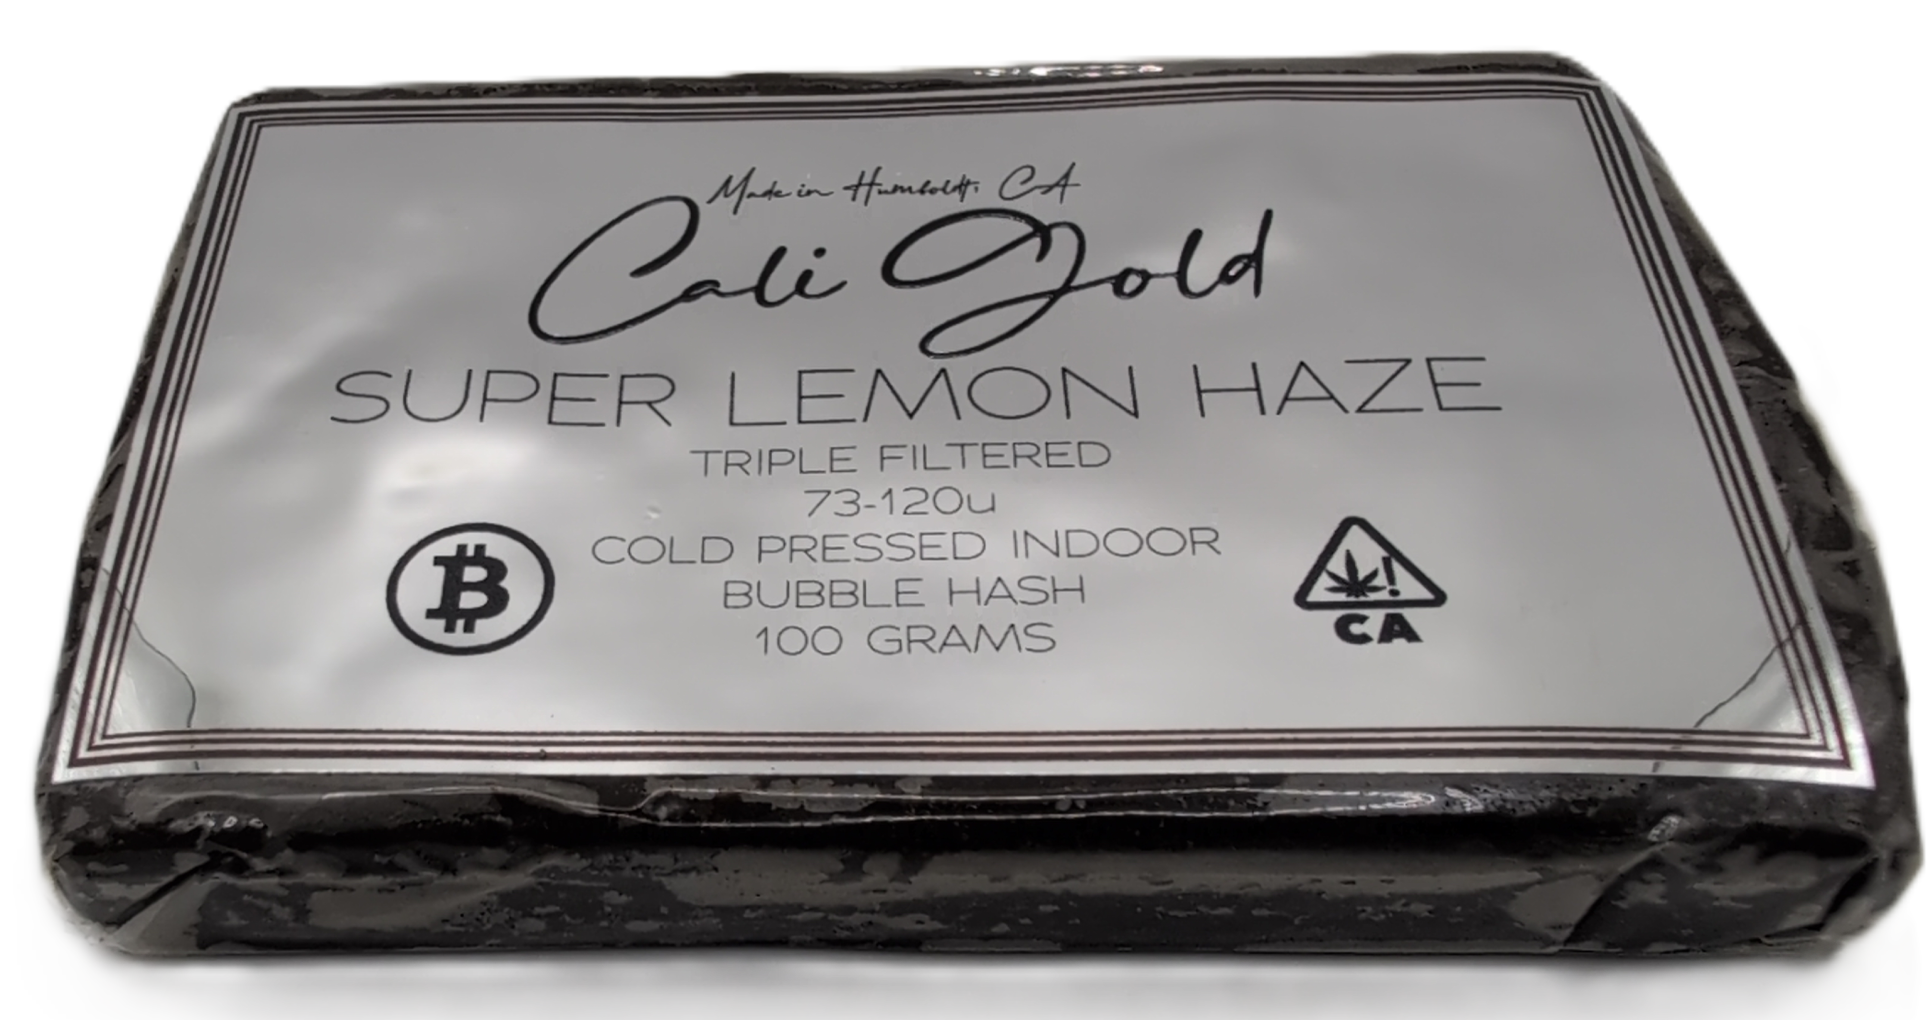 Made in Humboldt, CA
Cali Gold
SUPER LEMON HAZE
TRIPLE FILTERED
73-120u
COLD PRESSED INDOOR
BUBBLE HASH
100 GRAMS
₿
!
CA